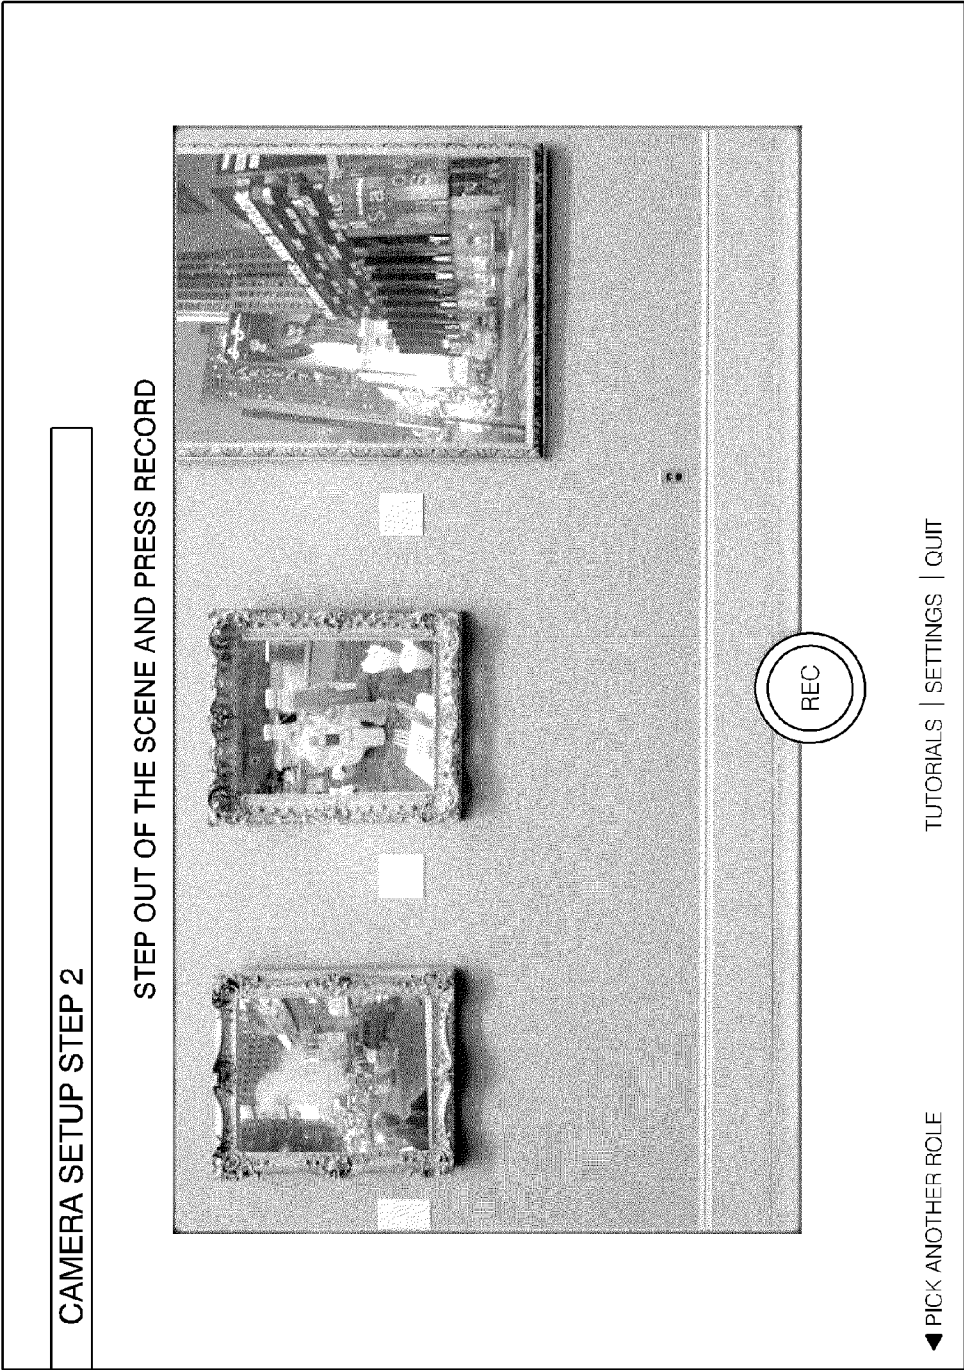 CAMERA SETUP STEP 2
STEP OUT OF THE SCENE AND PRESS RECORD
REC
◀ PICK ANOTHER ROLE
TUTORIALS | SETTINGS | QUIT